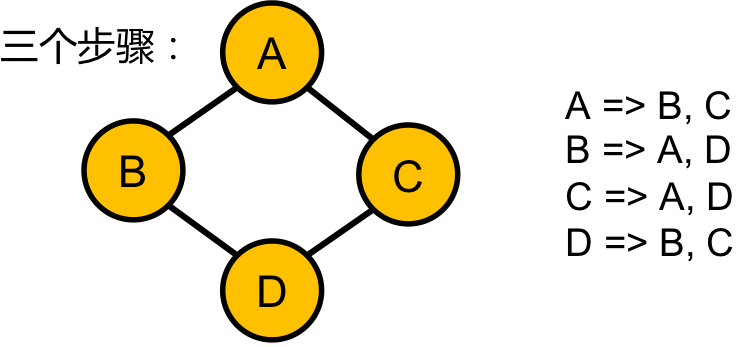 三个步骤：
A
B
C
D
A => B, C
B => A, D
C => A, D
D => B, C